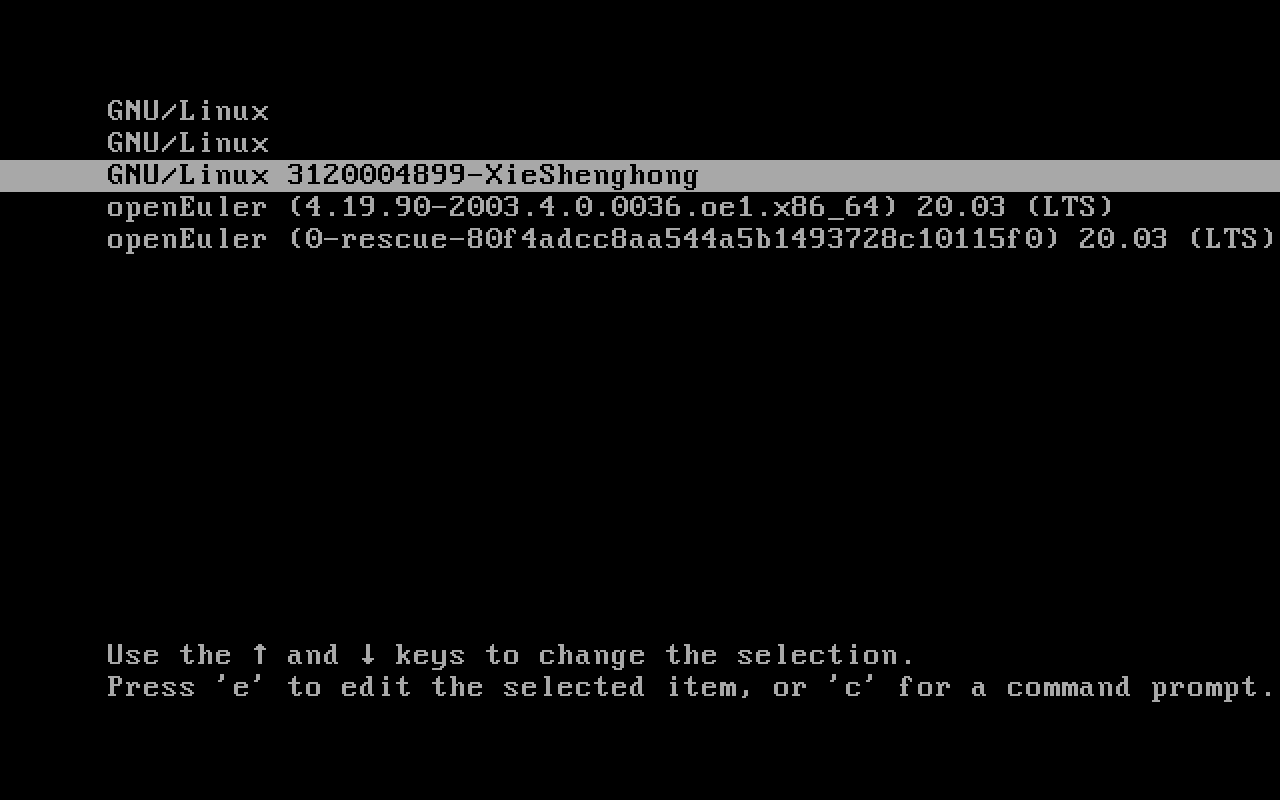 GNU/Linux
GNU/Linux
GNU/Linux 3120004899-XieShenghong
openEuler (4.19.90-2003.4.0.0036.oe1.x86_64) 20.03 (LTS)
openEuler (0-rescue-80f4adcc8aa544a5b1493728c10115f0) 20.03 (LTS)
Use the ↑ and ↓ keys to change the selection.
Press 'e' to edit the selected item, or 'c' for a command prompt.